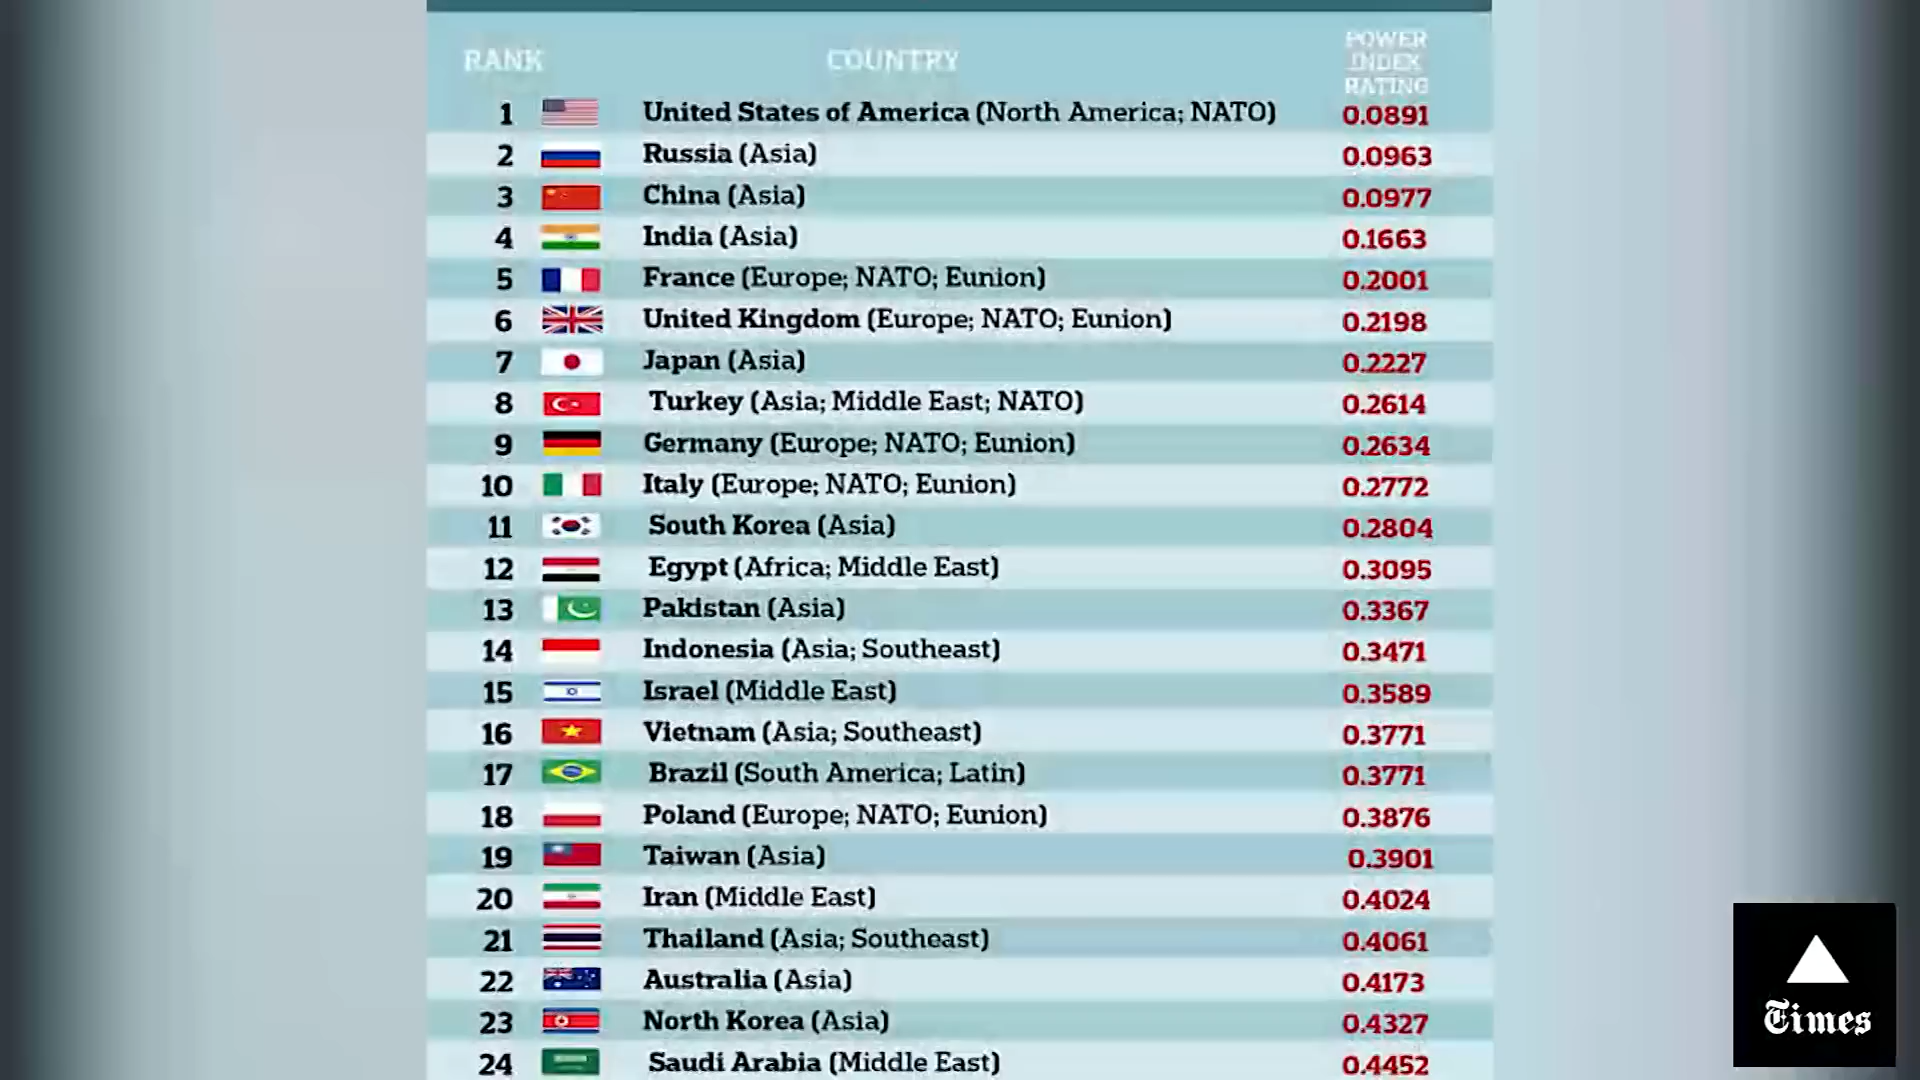 RANK COUNTRY POWER INDEX RATING
1 United States of America (North America; NATO) 0.0891
2 Russia (Asia) 0.0963
3 China (Asia) 0.0977
4 India (Asia) 0.1663
5 France (Europe; NATO; Eunion) 0.2001
6 United Kingdom (Europe; NATO; Eunion) 0.2198
7 Japan (Asia) 0.2227
8 Turkey (Asia; Middle East; NATO) 0.2614
9 Germany (Europe; NATO; Eunion) 0.2634
10 Italy (Europe; NATO; Eunion) 0.2772
11 South Korea (Asia) 0.2804
12 Egypt (Africa; Middle East) 0.3095
13 Pakistan (Asia) 0.3367
14 Indonesia (Asia; Southeast) 0.3471
15 Israel (Middle East) 0.3589
16 Vietnam (Asia; Southeast) 0.3771
17 Brazil (South America; Latin) 0.3771
18 Poland (Europe; NATO; Eunion) 0.3876
19 Taiwan (Asia) 0.3901
20 Iran (Middle East) 0.4024
21 Thailand (Asia; Southeast) 0.4061
22 Australia (Asia) 0.4173
23 North Korea (Asia) 0.4327
24 Saudi Arabia (Middle East) 0.4452
Times